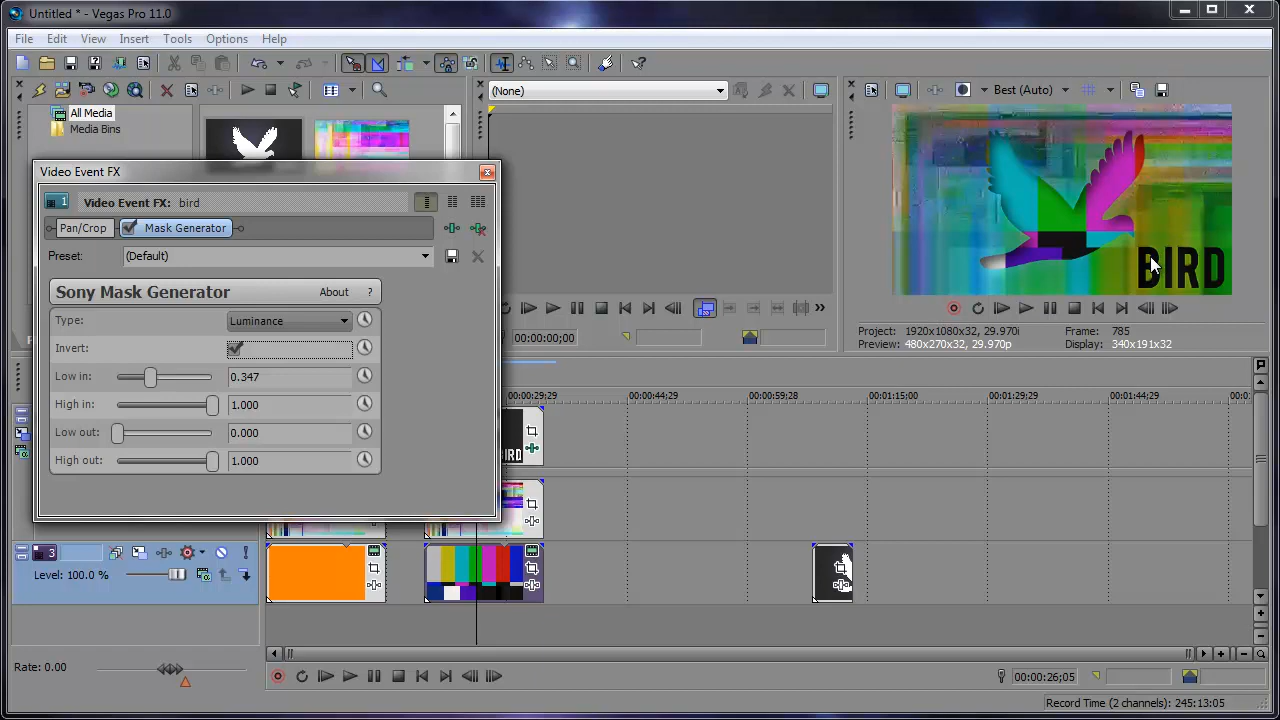 Untitled * - Vegas Pro 11.0
File Edit View Insert Tools Options Help
(None)
Best (Auto)
All Media
Media Bins
Video Event FX
1 Video Event FX: bird
Pan/Crop Mask Generator
Preset: (Default)
Sony Mask Generator About ?
Type: Luminance
Invert:
Low in: 0.347
High in: 1.000
Low out: 0.000
High out: 1.000
BIRD
00:00:00;00
Project: 1920x1080x32, 29.970i Frame: 785
Preview: 480x270x32, 29.970p Display: 340x191x32
00:00:29;29 00:00:44;29 00:00:59;28 00:01:15;00 00:01:29;29 00:01:44;29 00:0
3
Level: 100.0 %
Rate: 0.00
00:00:26;05
Record Time (2 channels): 245:13:05